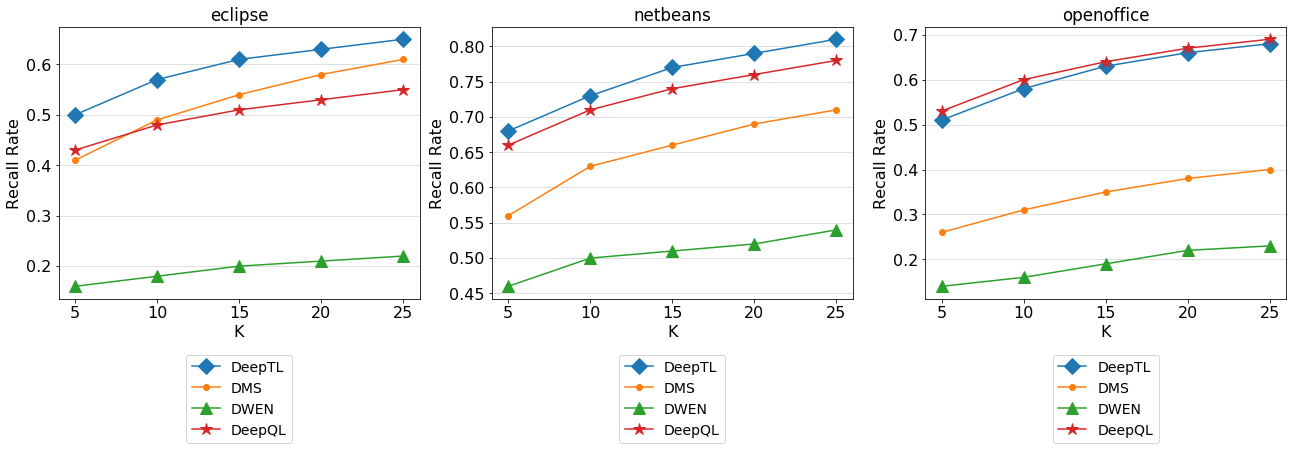 eclipse
Recall Rate
0.6
0.5
0.4
0.3
0.2
5 10 15 20 25
K
DeepTL
DMS
DWEN
DeepQL
netbeans
Recall Rate
0.80
0.75
0.70
0.65
0.60
0.55
0.50
0.45
5 10 15 20 25
K
DeepTL
DMS
DWEN
DeepQL
openoffice
Recall Rate
0.7
0.6
0.5
0.4
0.3
0.2
5 10 15 20 25
K
DeepTL
DMS
DWEN
DeepQL